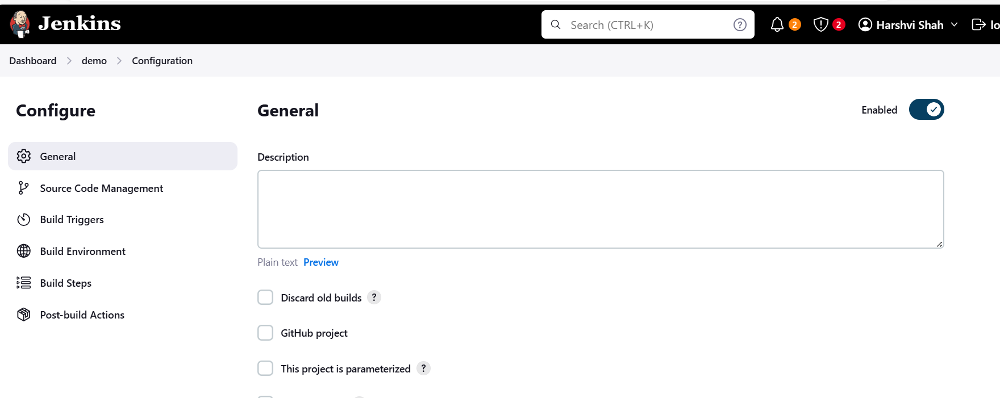 Jenkins
Search (CTRL+K)
?
2
2
Harshvi Shah
lo
Dashboard
demo
Configuration
Configure
General
Enabled
General
Source Code Management
Build Triggers
Build Environment
Build Steps
Post-build Actions
Description
Plain text Preview
Discard old builds ?
GitHub project
This project is parameterized ?